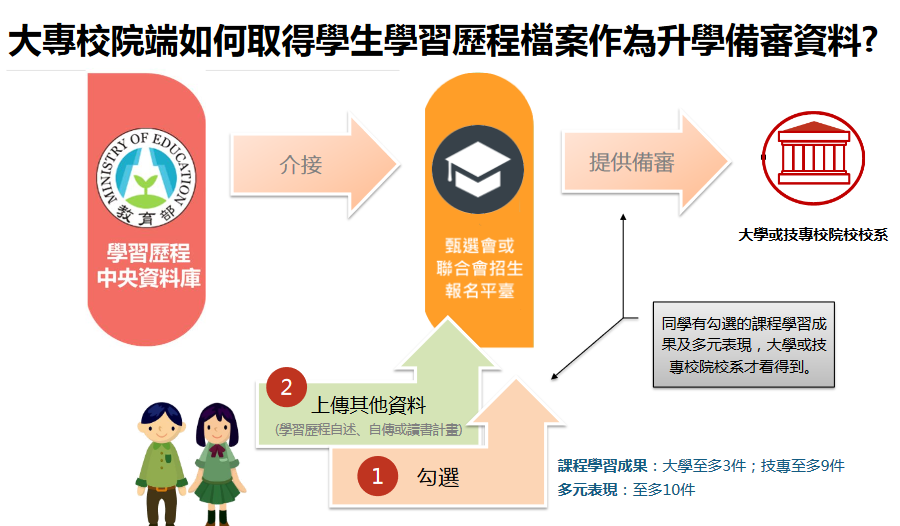 大專校院端如何取得學生學習歷程檔案作為升學備審資料?
MINISTRY OF EDUCATION
教育部
學習歷程
中央資料庫
介接
甄選會或
聯合會招生
報名平臺
提供備審
大學或技專校院校系
同學有勾選的課程學習成
果及多元表現，大學或技
專校院校系才看得到。
2
上傳其他資料
(學習歷程自述、自傳或讀書計畫)
1
勾選
課程學習成果：大學至多3件；技專至多9件
多元表現：至多10件